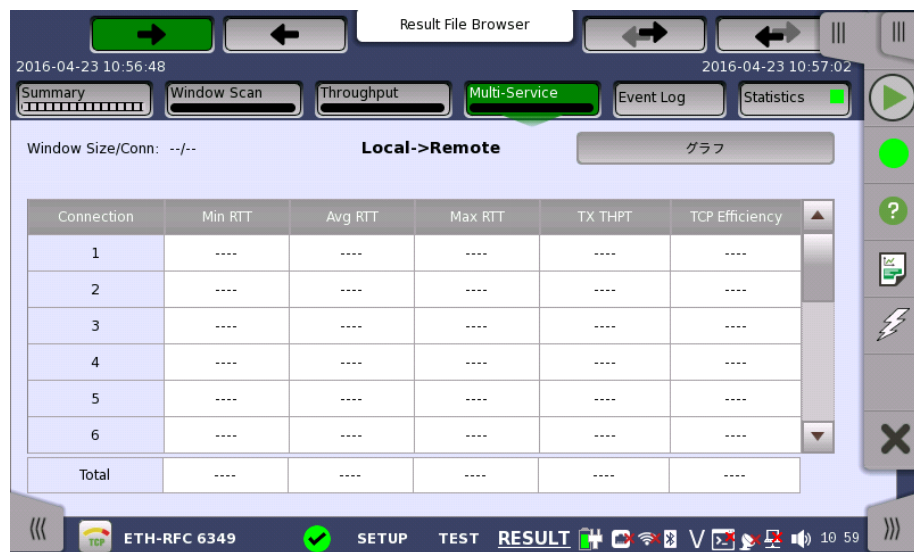 Result File Browser
2016-04-23 10:56:48
2016-04-23 10:57:02
Summary
Window Scan
Throughput
Multi-Service
Event Log
Statistics
Window Size/Conn: --/--
Local->Remote
グラフ
Connection Min RTT Avg RTT Max RTT TX THPT TCP Efficiency
1 ---- ---- ---- ---- ----
2 ---- ---- ---- ---- ----
3 ---- ---- ---- ---- ----
4 ---- ---- ---- ---- ----
5 ---- ---- ---- ---- ----
6 ---- ---- ---- ---- ----
Total ---- ---- ---- ---- ----
TCP
ETH-RFC 6349
SETUP
TEST
RESULT
V
10 59